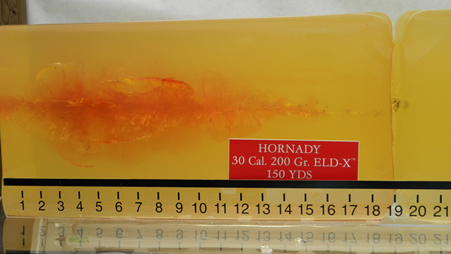 HORNADY
30 Cal. 200 Gr. ELD-X™
150 YDS
1 2 3 4 5 6 7 8 9 10 11 12 13 14 15 16 17 18 19 20 21